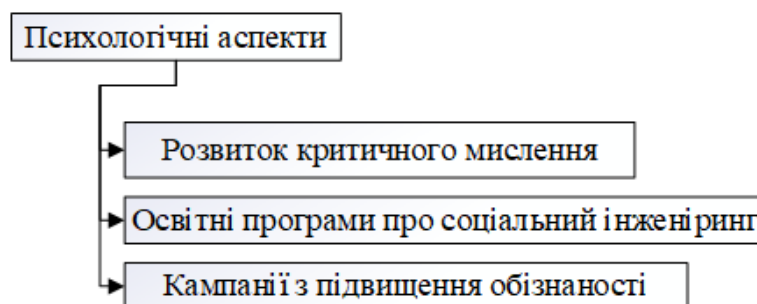 Психологічні аспекти
Розвиток критичного мислення
Освітні програми про соціальний інженіринг
Кампанії з підвищення обізнаності